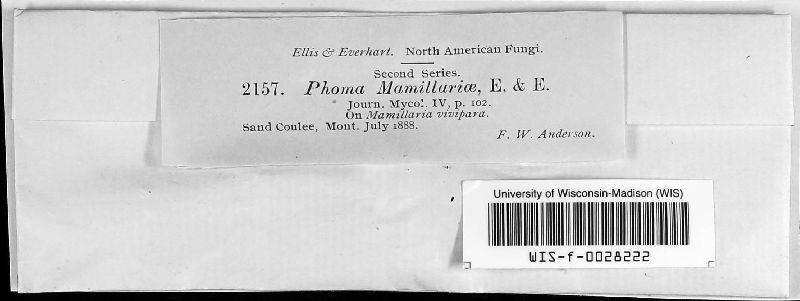 Ellis & Everhart. North American Fungi.
Second Series.
2157. Phoma Mamillariæ, E. & E.
Journ. Mycol. IV, p. 102.
On Mamillaria vivipara.
Sand Coulee, Mont. July 1888.
F. W. Anderson.
University of Wisconsin-Madison (WIS)
WIS-f-0028222